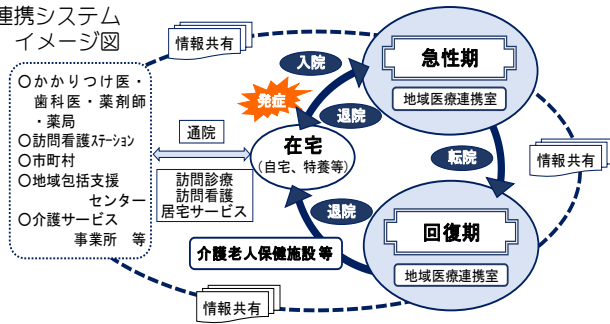 連携システム
イメージ図
情報共有
〇かかりつけ医・
歯科医・薬剤師
・薬局
〇訪問看護ステーション
〇市町村
〇地域包括支援
センター
〇介護サービス
事業所 等
通院
訪問診療
訪問看護
居宅サービス
発症
入院
退院
在宅
(自宅、特養等)
急性期
地域医療連携室
転院
情報共有
退院
介護老人保健施設等
回復期
地域医療連携室
情報共有